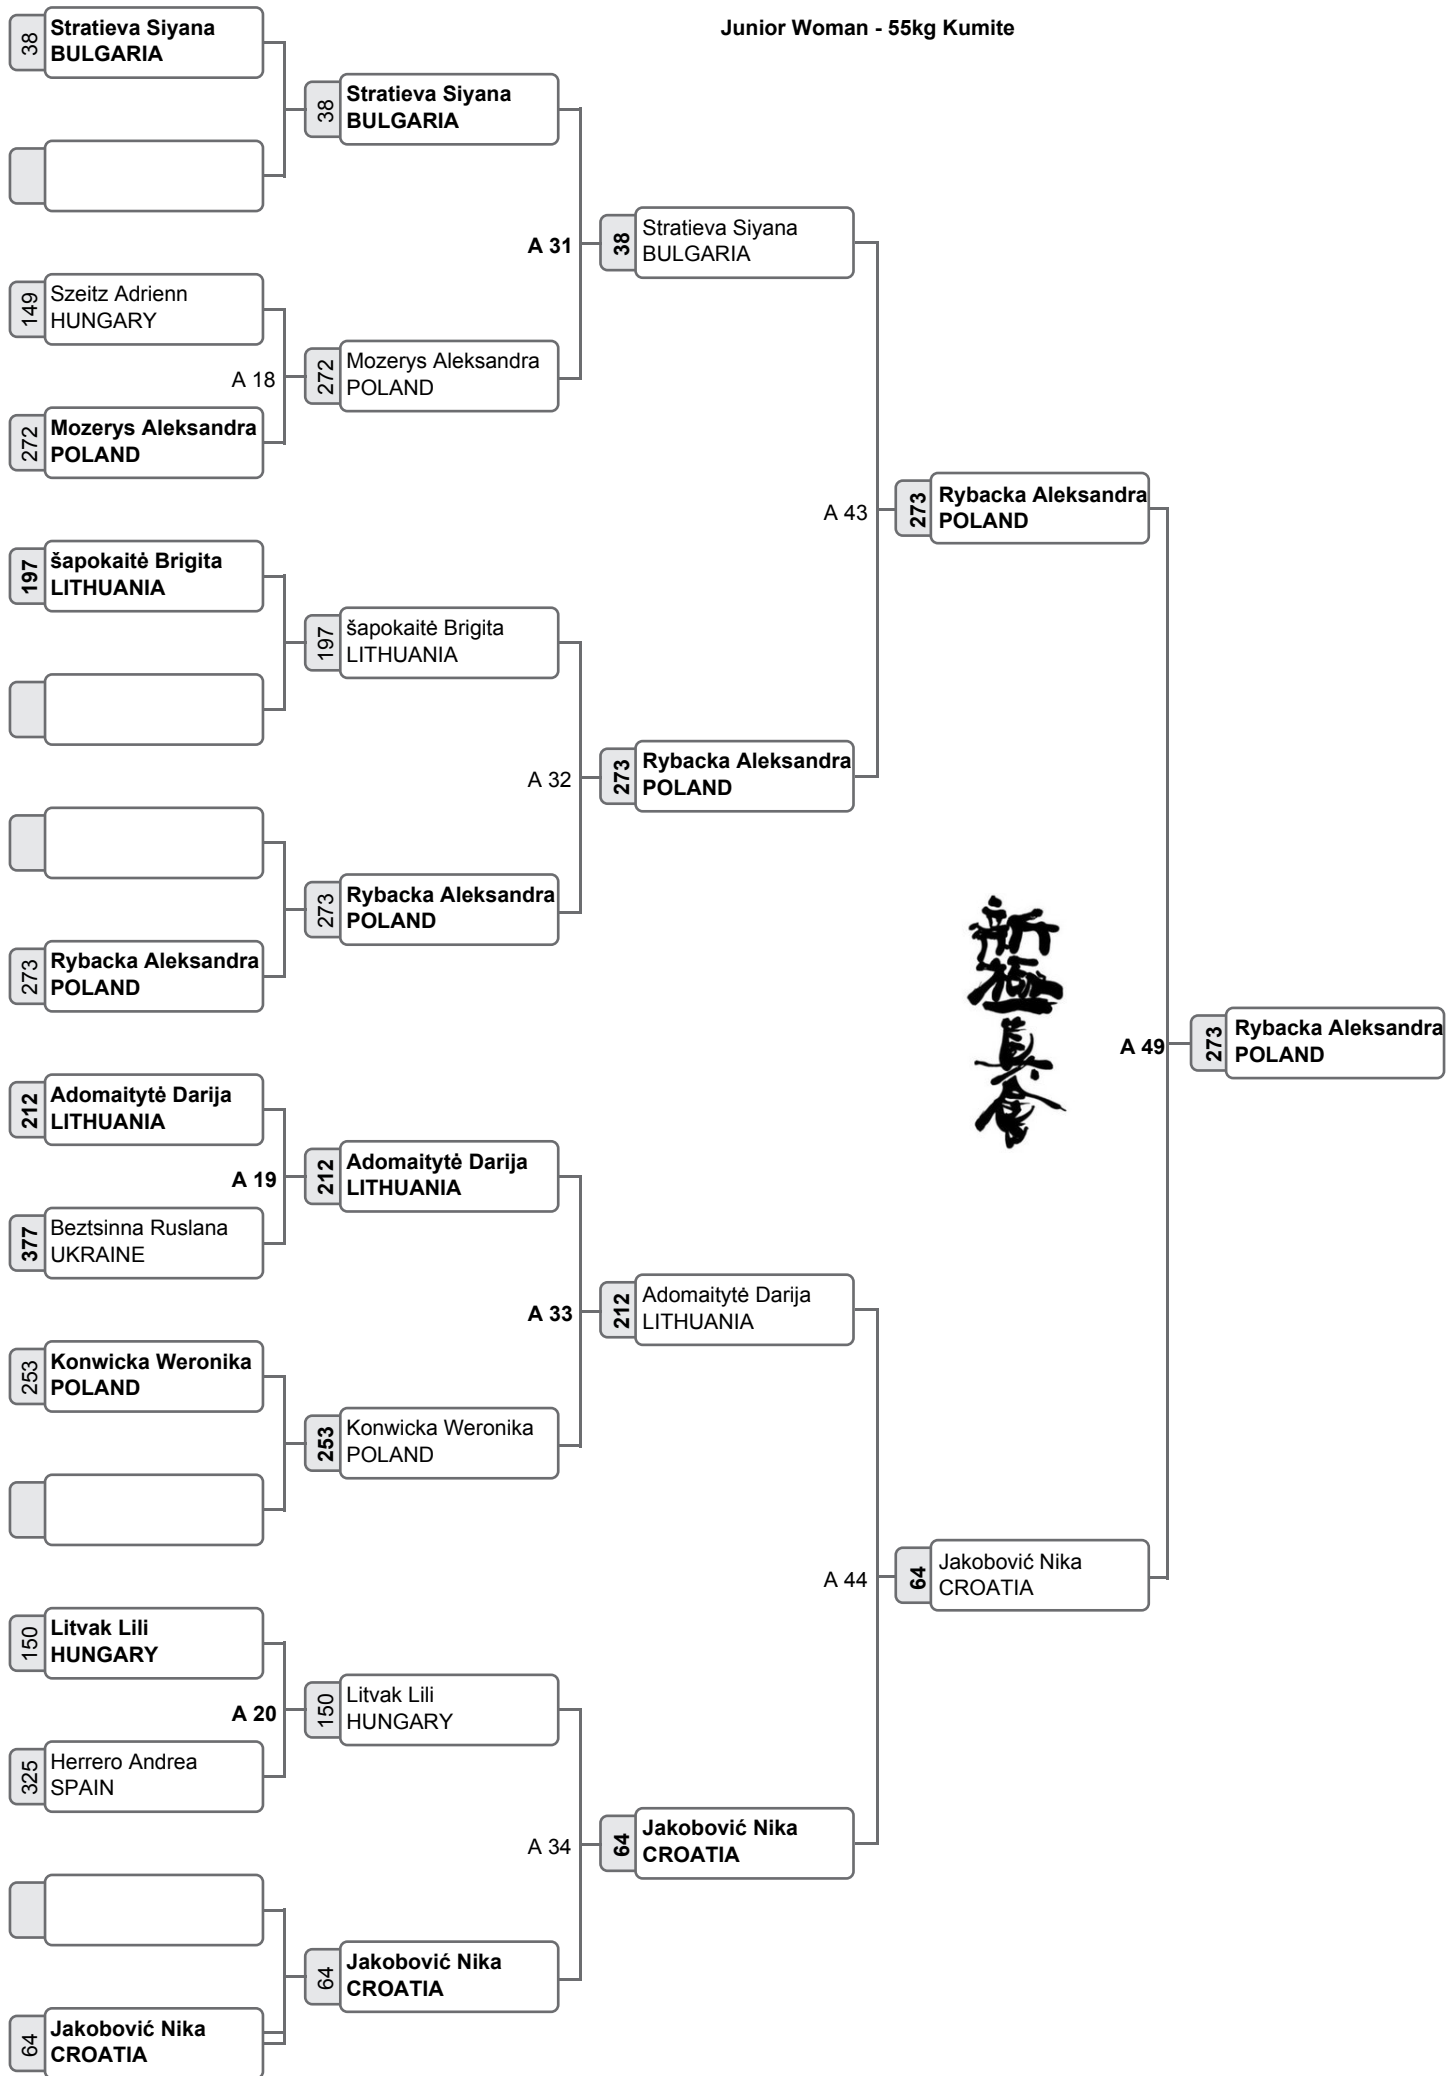 Junior Woman - 55kg Kumite
38
Stratieva Siyana
BULGARIA
149
Szeitz Adrienn
HUNGARY
A 18
272
Mozerys Aleksandra
POLAND
197
šapokaitė Brigita
LITHUANIA
273
Rybacka Aleksandra
POLAND
212
Adomaitytė Darija
LITHUANIA
A 19
377
Beztsinna Ruslana
UKRAINE
253
Konwicka Weronika
POLAND
150
Litvak Lili
HUNGARY
A 20
325
Herrero Andrea
SPAIN
64
Jakobović Nika
CROATIA
38
Stratieva Siyana
BULGARIA
A 31
272
Mozerys Aleksandra
POLAND
197
šapokaitė Brigita
LITHUANIA
A 32
273
Rybacka Aleksandra
POLAND
212
Adomaitytė Darija
LITHUANIA
A 33
253
Konwicka Weronika
POLAND
150
Litvak Lili
HUNGARY
A 34
64
Jakobović Nika
CROATIA
38
Stratieva Siyana
BULGARIA
A 43
273
Rybacka Aleksandra
POLAND
212
Adomaitytė Darija
LITHUANIA
A 44
64
Jakobović Nika
CROATIA
273
Rybacka Aleksandra
POLAND
新極真會
A 49
64
Jakobović Nika
CROATIA
273
Rybacka Aleksandra
POLAND